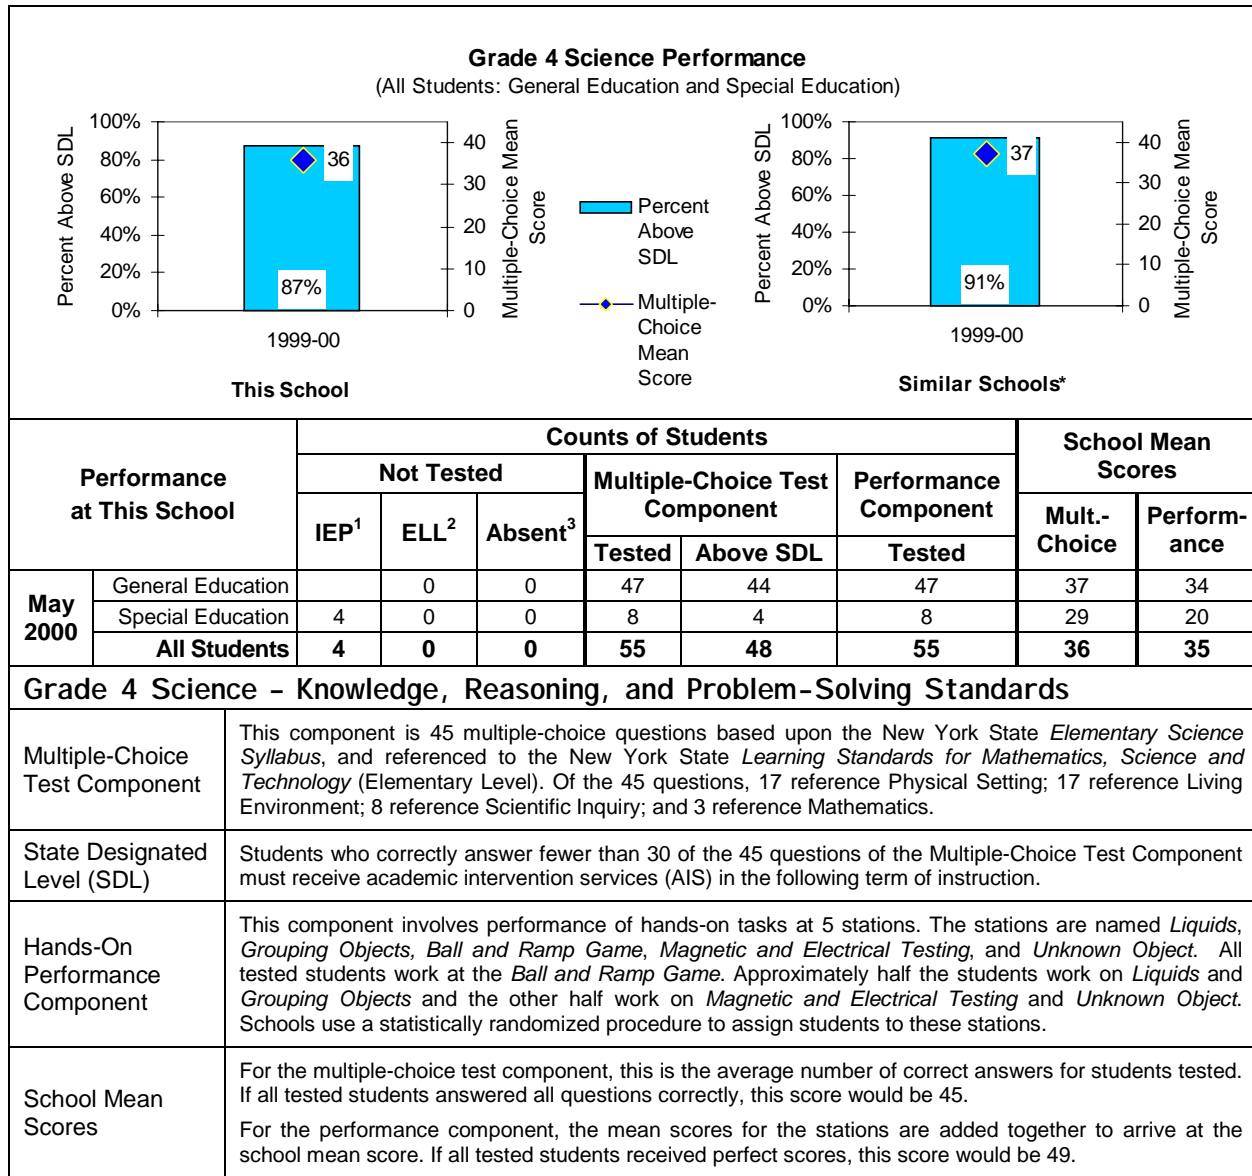 Grade 4 Science Performance
(All Students: General Education and Special Education)
Percent Above SDL
100%
80%
60%
40%
20%
0%
36
87%
40
30
20
10
0
Multiple-Choice Mean
Score
1999-00
This School
Percent
Above
SDL
Multiple-
Choice
Mean
Score
Percent Above SDL
100%
80%
60%
40%
20%
0%
37
91%
40
30
20
10
0
Multiple-Choice Mean
Score
1999-00
Similar Schools*
Performance
at This School
Counts of Students
School Mean
Scores
Not Tested
Multiple-Choice Test
Component
Performance
Component
IEP1 ELL2 Absent3
Tested Above SDL Tested
Mult.-
Choice
Perform-
ance
May
2000
General Education 0 0 47 44 47 37 34
Special Education 4 0 0 8 4 8 29 20
All Students 4 0 0 55 48 55 36 35
Grade 4 Science – Knowledge, Reasoning, and Problem-Solving Standards
Multiple-Choice
Test Component
This component is 45 multiple-choice questions based upon the New York State Elementary Science
Syllabus, and referenced to the New York State Learning Standards for Mathematics, Science and
Technology (Elementary Level). Of the 45 questions, 17 reference Physical Setting; 17 reference Living
Environment; 8 reference Scientific Inquiry; and 3 reference Mathematics.
State Designated
Level (SDL)
Students who correctly answer fewer than 30 of the 45 questions of the Multiple-Choice Test Component
must receive academic intervention services (AIS) in the following term of instruction.
Hands-On
Performance
Component
This component involves performance of hands-on tasks at 5 stations. The stations are named Liquids,
Grouping Objects, Ball and Ramp Game, Magnetic and Electrical Testing, and Unknown Object. All
tested students work at the Ball and Ramp Game. Approximately half the students work on Liquids and
Grouping Objects and the other half work on Magnetic and Electrical Testing and Unknown Object.
Schools use a statistically randomized procedure to assign students to these stations.
School Mean
Scores
For the multiple-choice test component, this is the average number of correct answers for students tested.
If all tested students answered all questions correctly, this score would be 45.
For the performance component, the mean scores for the stations are added together to arrive at the
school mean score. If all tested students received perfect scores, this score would be 49.